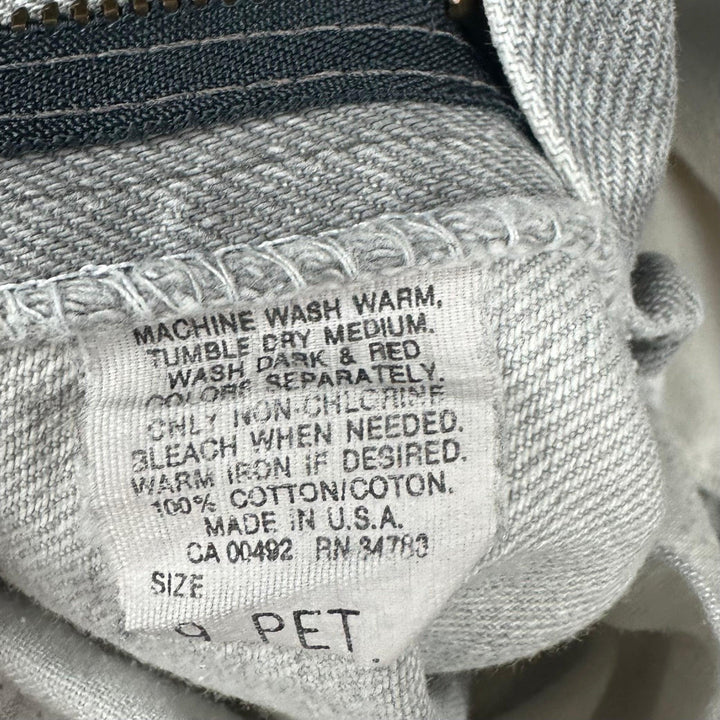 MACHINE WASH WARM,
TUMBLE DRY MEDIUM.
WASH DARK & RED
COLORS SEPARATELY.
ONLY NON-CHLORINE
BLEACH WHEN NEEDED.
WARM IRON IF DESIRED.
100% COTTON/COTON.
MADE IN U.S.A.
CA 00492 RN 34783
SIZE
9 PET.